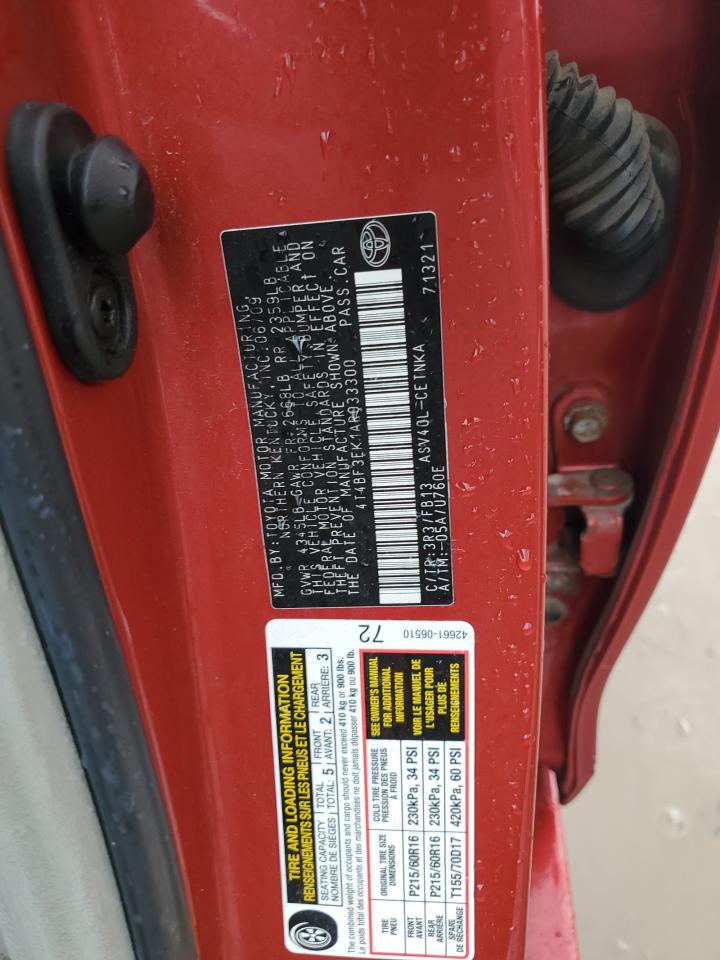 MFD. BY: TOYOTA MOTOR MANUFACTURING,
NORTHERN KENTUCKY, INC. 06/09
GVWR 4345LB GAWR FR 2668LB RR 2359LB
THIS VEHICLE CONFORMS TO ALL APPLICABLE
FEDERAL MOTOR VEHICLE SAFETY, BUMPER AND
THEFT PREVENTION STANDARDS IN EFFECT ON
THE DATE OF MANUFACTURE SHOWN ABOVE.
4T4BF3EK1AR033300 PASS. CAR
C/TR: 3R3/FB13 ASV40L-CETNKA
A/TM: -05A/U760E 71321
TIRE AND LOADING INFORMATION
RENSEIGNEMENTS SUR LES PNEUS ET LE CHARGEMENT
SEATING CAPACITY TOTAL 5 FRONT 2 REAR 3
NOMBRE DE SIÈGES: TOTAL: AVANT: ARRIÈRE:
The combined weight of occupants and cargo should never exceed 410 kg or 900 lbs.
Le poids total des occupants et des marchandises ne doit jamais dépasser 410 kg ou 900 lb.
TIRE PNEU ORIGINAL TIRE SIZE DIMENSIONS COLD TIRE PRESSURE PRESSION DES PNEUS À FROID
FRONT AVANT P215/60R16 230kPa, 34 PSI
REAR ARRIÈRE P215/60R16 230kPa, 34 PSI
SPARE DE RECHANGE T155/70D17 420kPa, 60 PSI
SEE OWNER'S MANUAL
FOR ADDITIONAL
INFORMATION
VOIR LE MANUEL DE
L'USAGER POUR
PLUS DE
RENSEIGNEMENTS
72
42661-06510